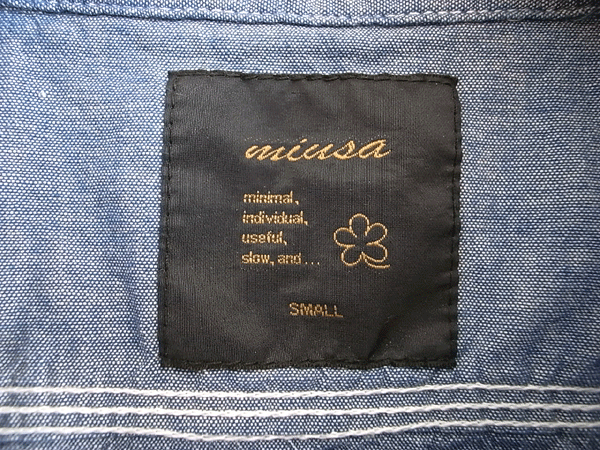 miusa
minimal,
individual,
useful,
slow, and ...
SMALL